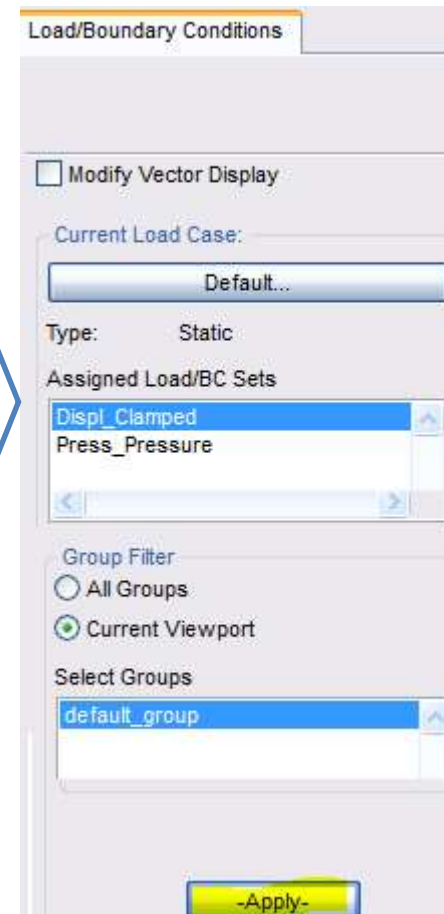 Load/Boundary Conditions
Modify Vector Display
Current Load Case:
Default...
Type: Static
Assigned Load/BC Sets
Displ_Clamped
Press_Pressure
Group Filter
All Groups
Current Viewport
Select Groups
default_group
-Apply-